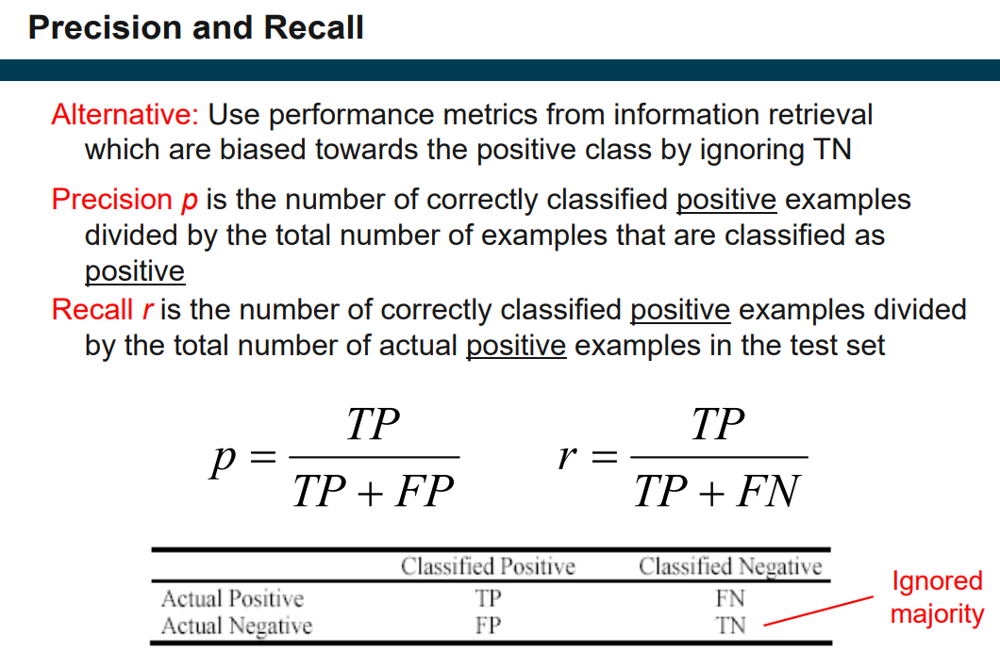 Precision and Recall
Alternative: Use performance metrics from information retrieval
which are biased towards the positive class by ignoring TN
Precision p is the number of correctly classified positive examples
divided by the total number of examples that are classified as
positive
Recall r is the number of correctly classified positive examples divided
by the total number of actual positive examples in the test set
p = TP / (TP + FP)    r = TP / (TP + FN)
Classified Positive    Classified Negative
Actual Positive    TP    FN
Actual Negative    FP    TN
Ignored
majority